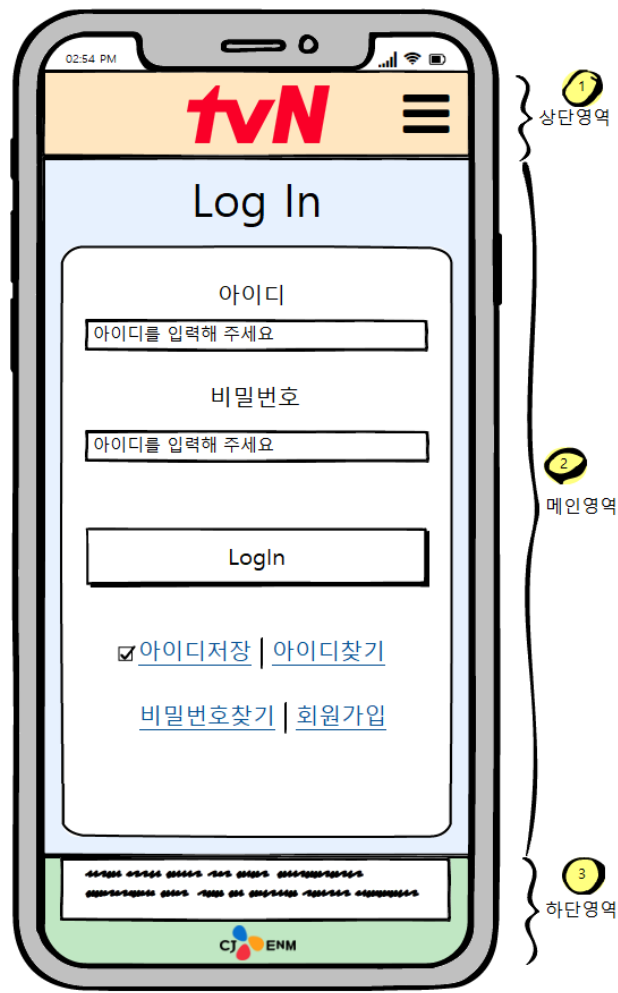 02:54 PM
tvN
1
상단영역
Log In
아이디
아이디를 입력해 주세요
비밀번호
아이디를 입력해 주세요
2
메인영역
LogIn
아이디저장 | 아이디찾기
비밀번호찾기 | 회원가입
3
하단영역
CJ ENM